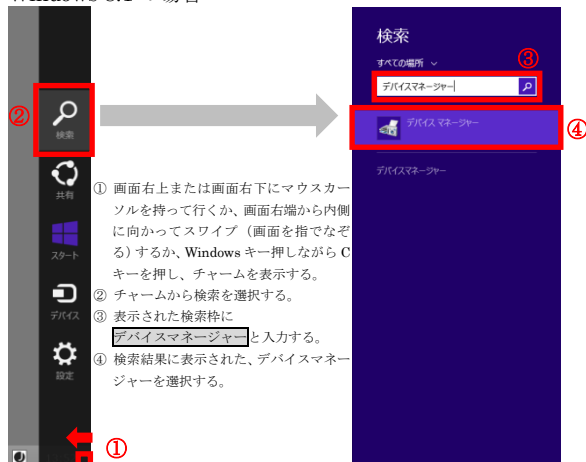 ② 検索
共有
スタート
デバイス
設定
①
① 画面右上または画面右下にマウスカー
ソルを持って行くか、画面右端から内側
に向かってスワイプ（画面を指でなぞ
る）するか、Windows キー押しながら C
キーを押し、チャームを表示する。
② チャームから検索を選択する。
③ 表示された検索枠に
デバイスマネージャーと入力する。
④ 検索結果に表示された、デバイスマネー
ジャーを選択する。
検索
すべての場所
③
デバイスマネージャー
デバイス マネージャー
④
デバイスマネージャー